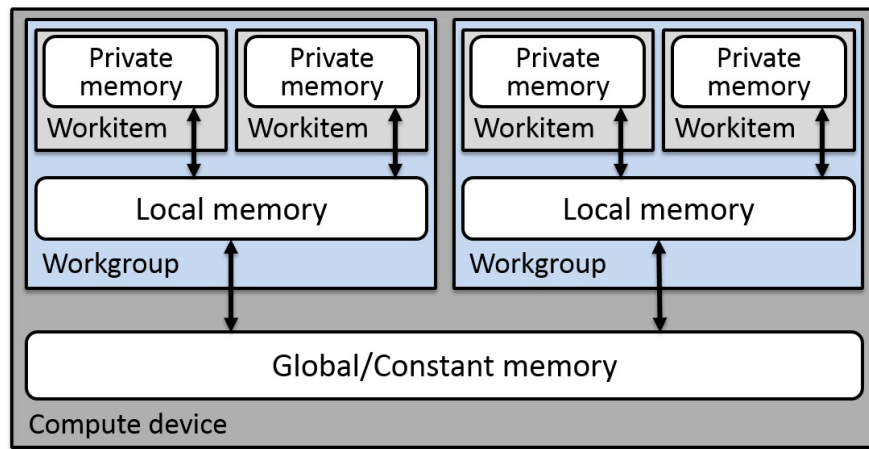 Private
memory
Workitem
Private
memory
Workitem
Local memory
Workgroup
Private
memory
Workitem
Private
memory
Workitem
Local memory
Workgroup
Global/Constant memory
Compute device